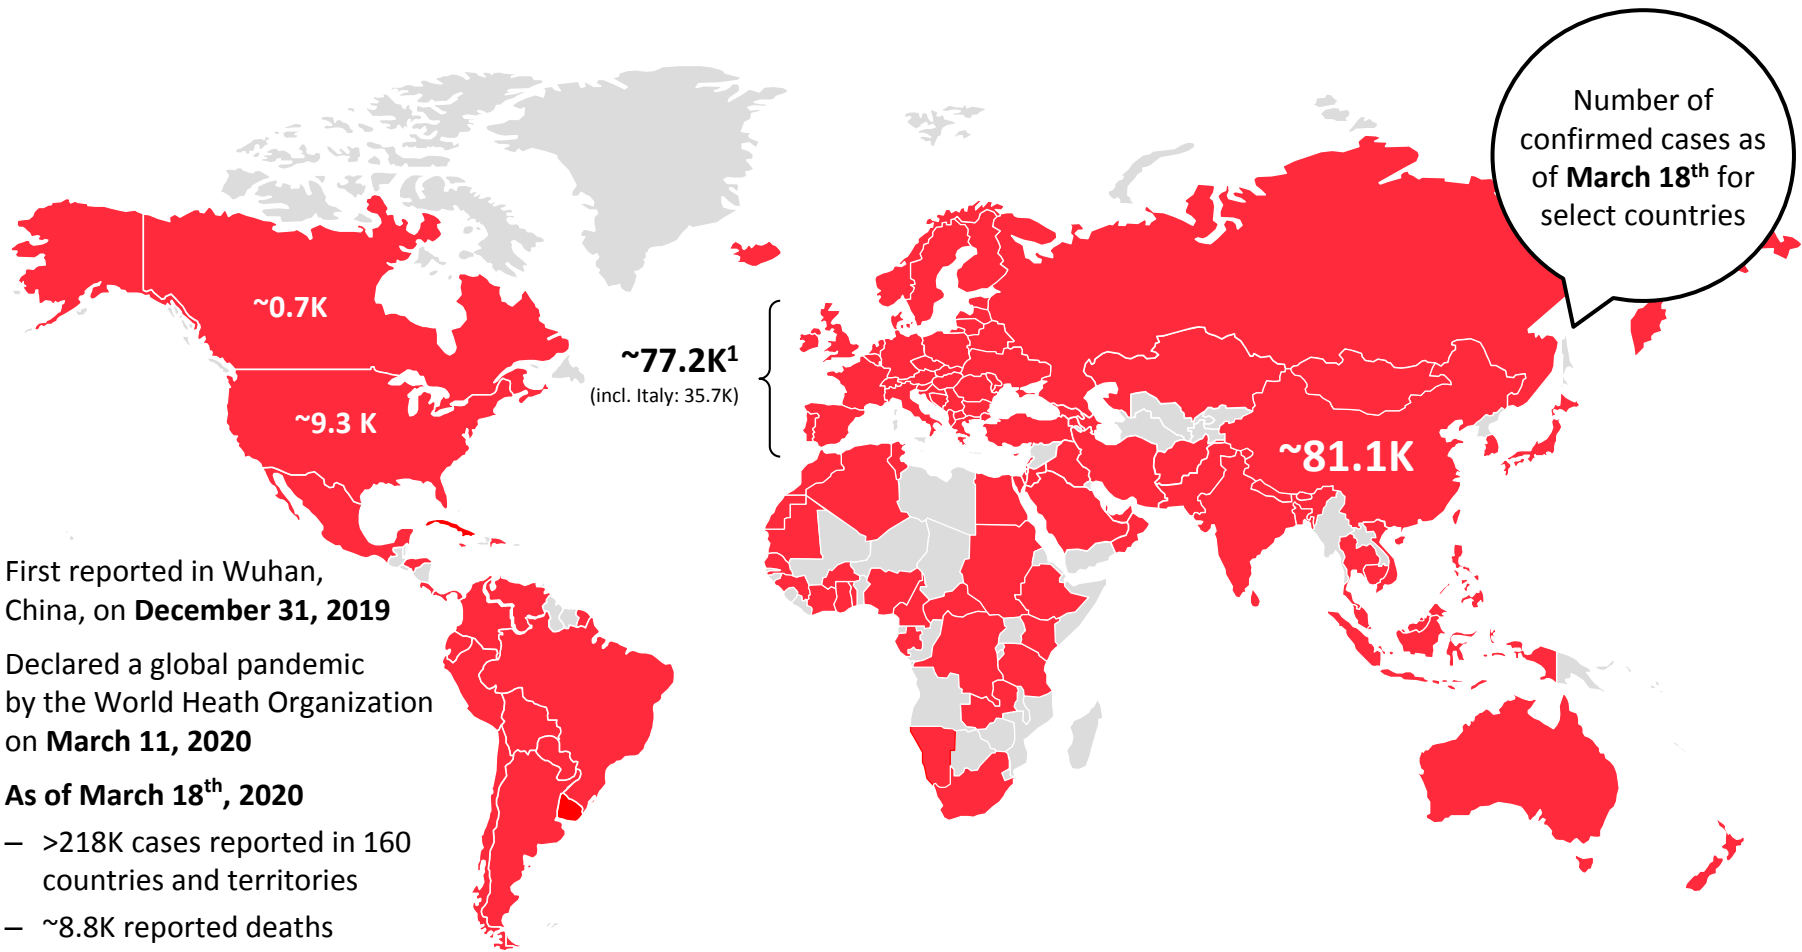 Number of
confirmed cases as
of March 18th for
select countries
~0.7K
~77.2K1
(incl. Italy: 35.7K)
~9.3 K
~81.1K
First reported in Wuhan,
China, on December 31, 2019
Declared a global pandemic
by the World Heath Organization
on March 11, 2020
As of March 18th, 2020
– >218K cases reported in 160
countries and territories
– ~8.8K reported deaths